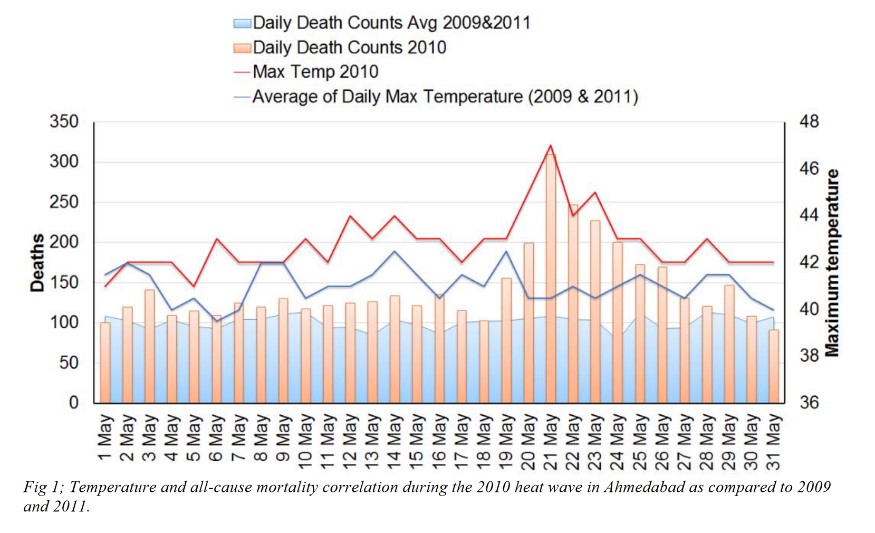 Daily Death Counts Avg 2009&2011
Daily Death Counts 2010
Max Temp 2010
Average of Daily Max Temperature (2009 & 2011)
350
300
250
200
150
100
50
0
Deaths
48
46
44
42
40
38
36
Maximum temperature
1 May
2 May
3 May
4 May
5 May
6 May
7 May
8 May
9 May
10 May
11 May
12 May
13 May
14 May
15 May
16 May
17 May
18 May
19 May
20 May
21 May
22 May
23 May
24 May
25 May
26 May
27 May
28 May
29 May
30 May
31 May
Fig 1; Temperature and all-cause mortality correlation during the 2010 heat wave in Ahmedabad as compared to 2009
and 2011.